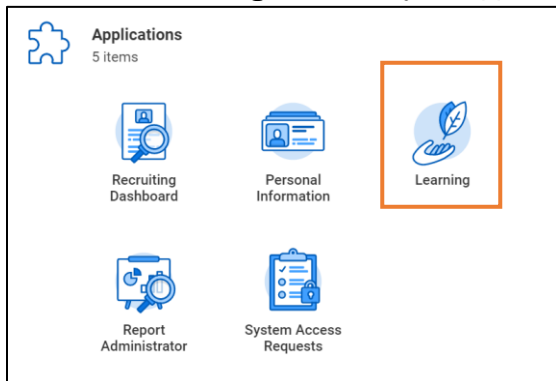 Applications
5 items
Recruiting
Dashboard
Personal
Information
Learning
Report
Administrator
System Access
Requests